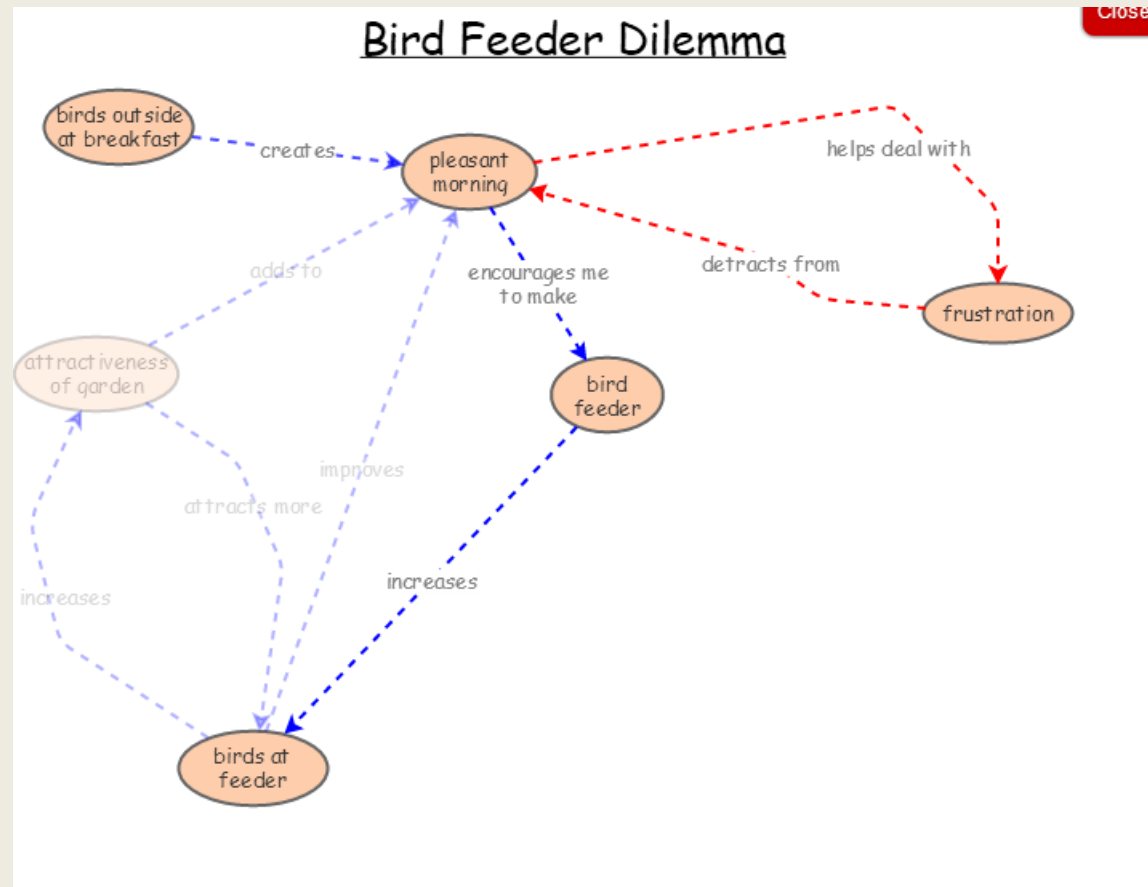 Close
Bird Feeder Dilemma
birds outside
at breakfast
creates
pleasant
morning
helps deal with
adds to
encourages me
to make
detracts from
frustration
attractiveness
of garden
bird
feeder
improves
attracts more
increases
increases
birds at
feeder